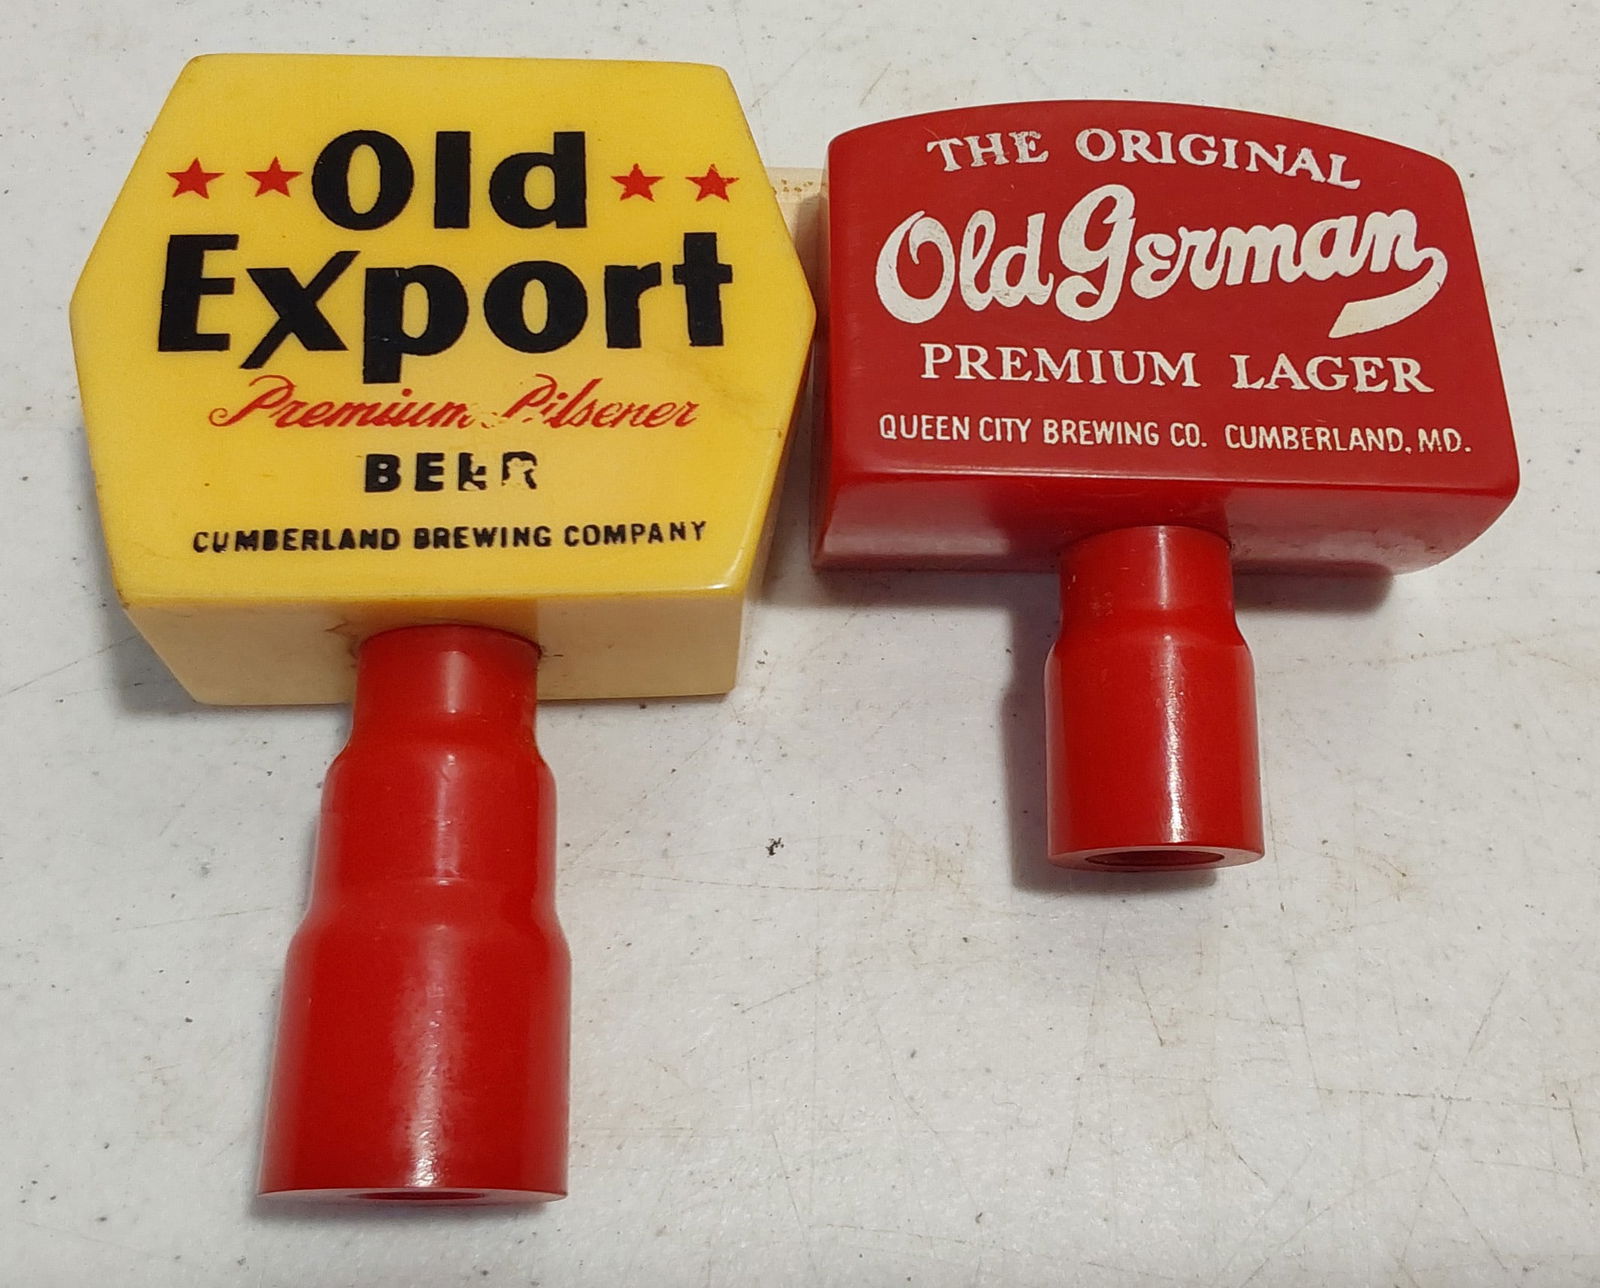 Old
Export
Premium Pilsener
BEER
CUMBERLAND BREWING COMPANY
THE ORIGINAL
Old German
PREMIUM LAGER
QUEEN CITY BREWING CO. CUMBERLAND, MD.